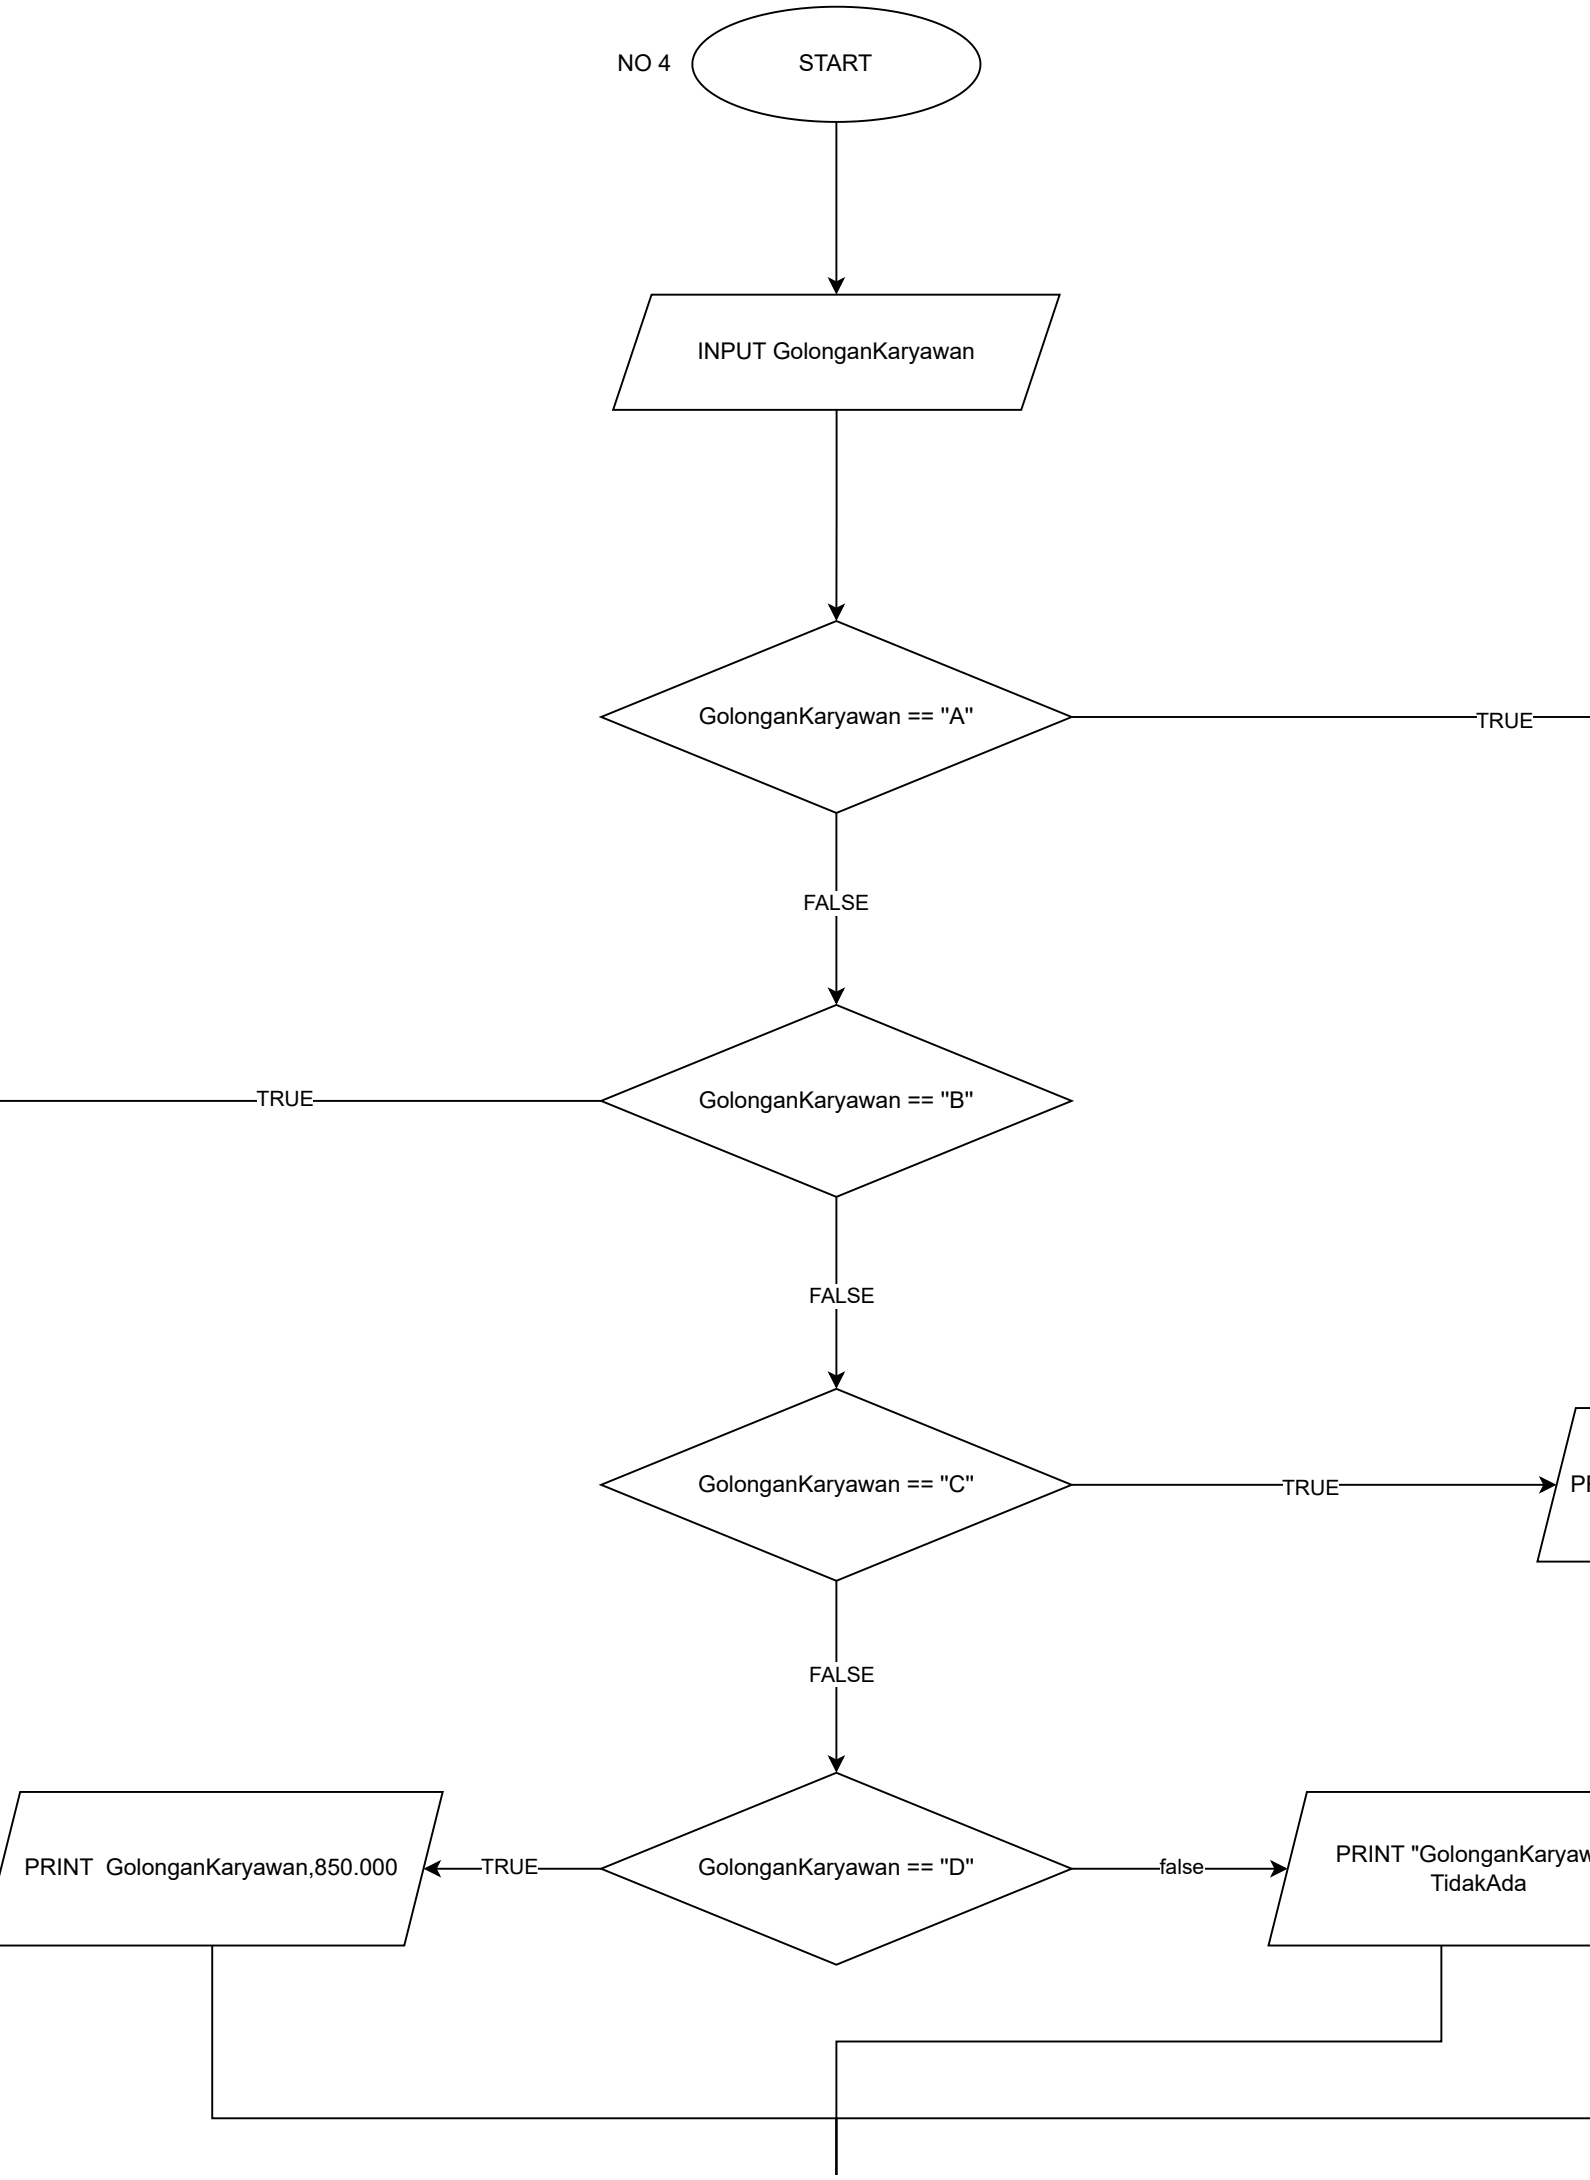 NO 4
START
INPUT GolonganKaryawan
GolonganKaryawan == "A"
TRUE
FALSE
TRUE
GolonganKaryawan == "B"
FALSE
GolonganKaryawan == "C"
TRUE
FALSE
PRINT  GolonganKaryawan,850.000
TRUE
GolonganKaryawan == "D"
false
PRINT
TidakAda